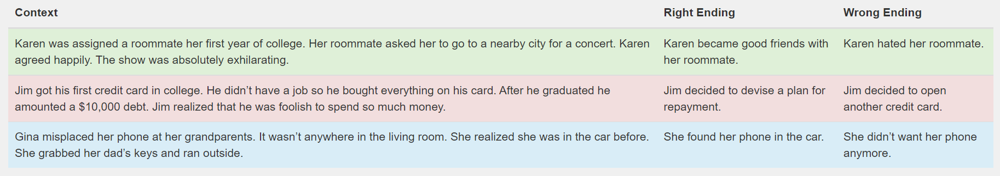 Context
Right Ending
Wrong Ending
Karen was assigned a roommate her first year of college. Her roommate asked her to go to a nearby city for a concert. Karen
agreed happily. The show was absolutely exhilarating.
Karen became good friends with
her roommate.
Karen hated her roommate.
Jim got his first credit card in college. He didn’t have a job so he bought everything on his card. After he graduated he
amounted a $10,000 debt. Jim realized that he was foolish to spend so much money.
Jim decided to devise a plan for
repayment.
Jim decided to open
another credit card.
Gina misplaced her phone at her grandparents. It wasn’t anywhere in the living room. She realized she was in the car before.
She grabbed her dad’s keys and ran outside.
She found her phone in the car.
She didn’t want her phone
anymore.